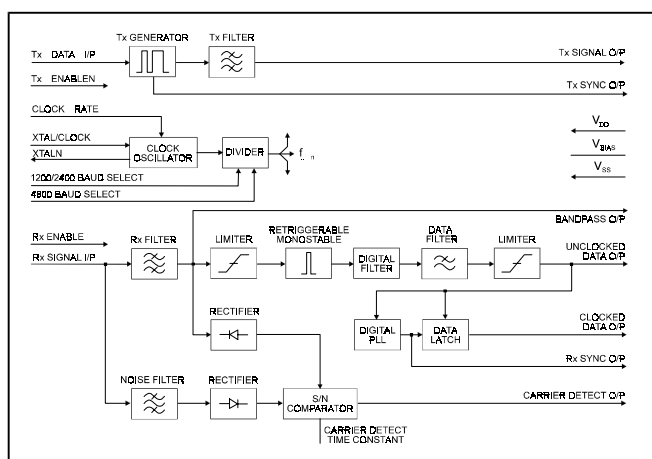 Tx GENERATOR
Tx FILTER
Tx DATA I/P
Tx SIGNAL O/P
Tx ENABLEN
Tx SYNC O/P
CLOCK RATE
XTAL/CLOCK
XTALN
CLOCK
OSCILLATOR
DIVIDER
VDD
VBIAS
VSS
1200/2400 BAUD SELECT
4800 BAUD SELECT
BANDPASS O/P
Rx ENABLE
Rx SIGNAL I/P
Rx FILTER
LIMITER
RETRIGGERABLE
MONOSTABLE
DIGITAL
FILTER
DATA
FILTER
LIMITER
UNCLOCKED
DATA O/P
RECTIFIER
DIGITAL
PLL
DATA
LATCH
CLOCKED
DATA O/P
Rx SYNC O/P
NOISE FILTER
RECTIFIER
S/N
COMPARATOR
CARRIER DETECT O/P
CARRIER DETECT
TIME CONSTANT